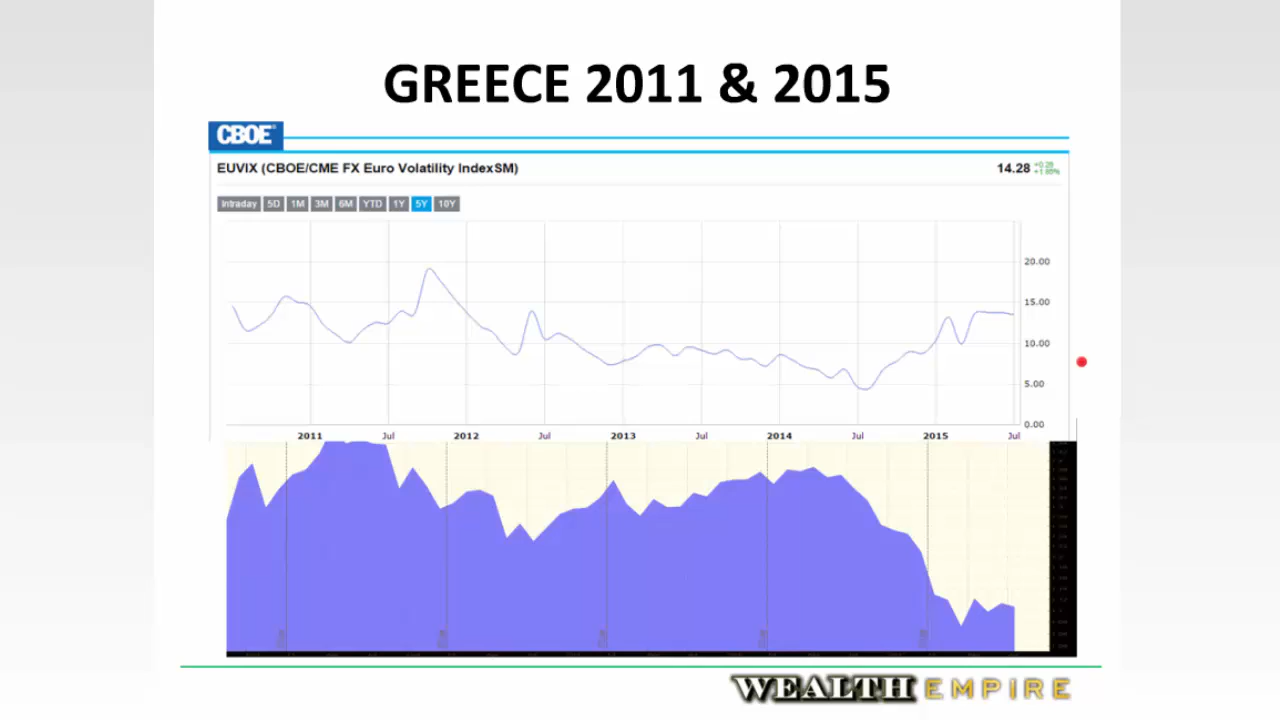 GREECE 2011 & 2015
CBOE
EUVIX (CBOE/CME FX Euro Volatility IndexSM)
14.28
Intraday 5D 1M 3M 6M YTD 1Y 5Y 10Y
20.00
15.00
10.00
5.00
0.00
2011 Jul 2012 Jul 2013 Jul 2014 Jul 2015 Jul
WEALTH EMPIRE